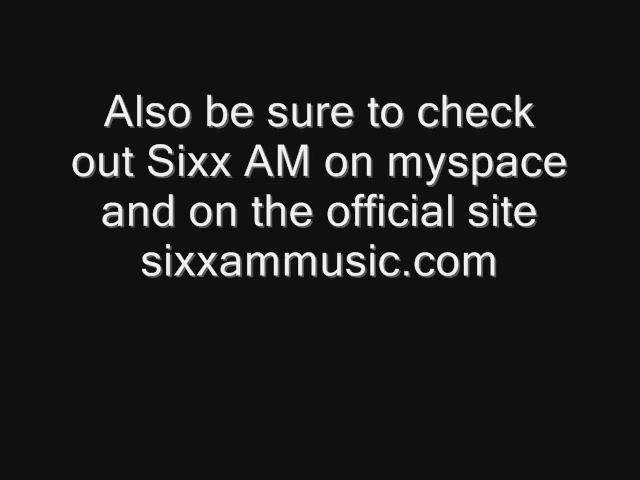 Also be sure to check
out Sixx AM on myspace
and on the official site
sixxammusic.com